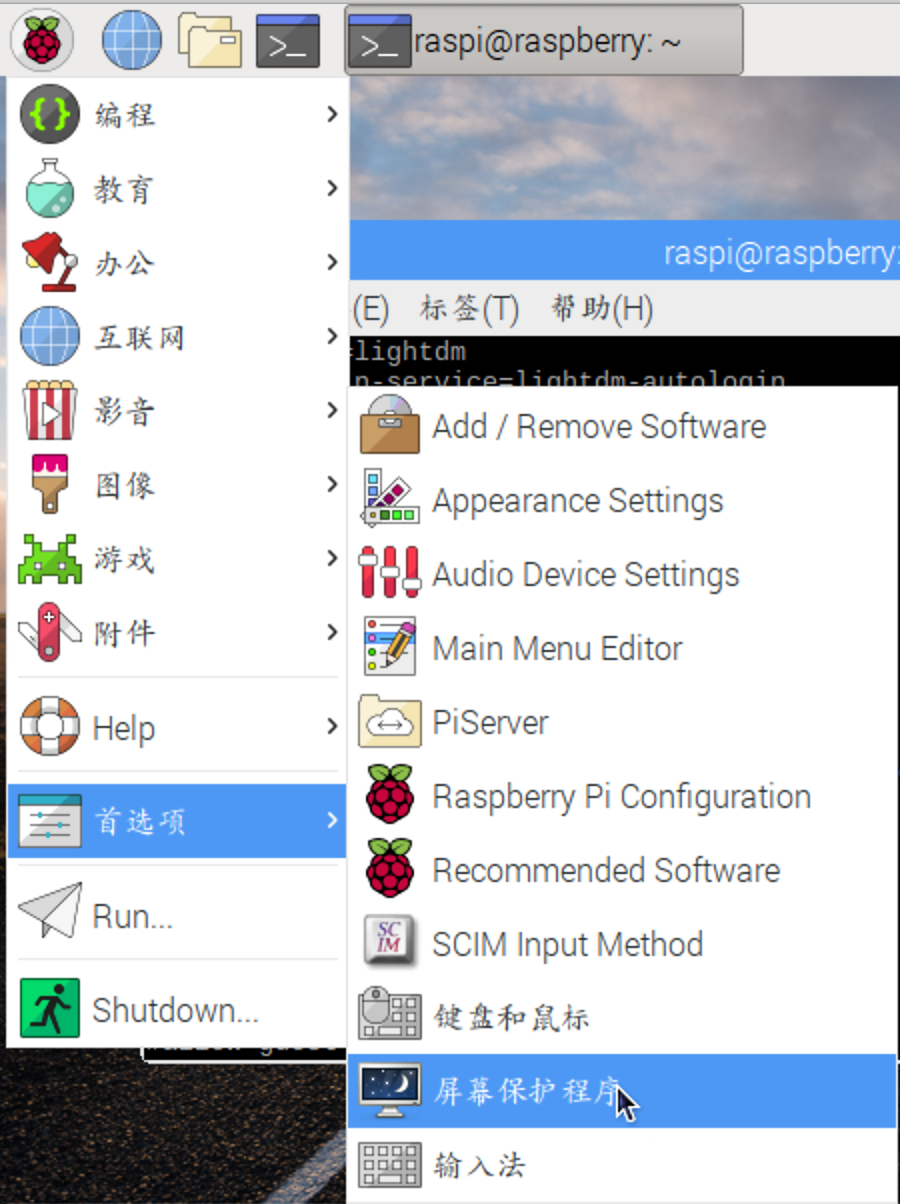 raspi@raspberry: ~
编程
教育
办公
互联网
影音
图像
游戏
附件
Help
首选项
Run...
Shutdown...
raspi@raspberry:
(E) 标签(T) 帮助(H)
=lightdm
n-service=lightdm-autologin
Add / Remove Software
Appearance Settings
Audio Device Settings
Main Menu Editor
PiServer
Raspberry Pi Configuration
Recommended Software
SCIM Input Method
键盘和鼠标
屏幕保护程序
输入法